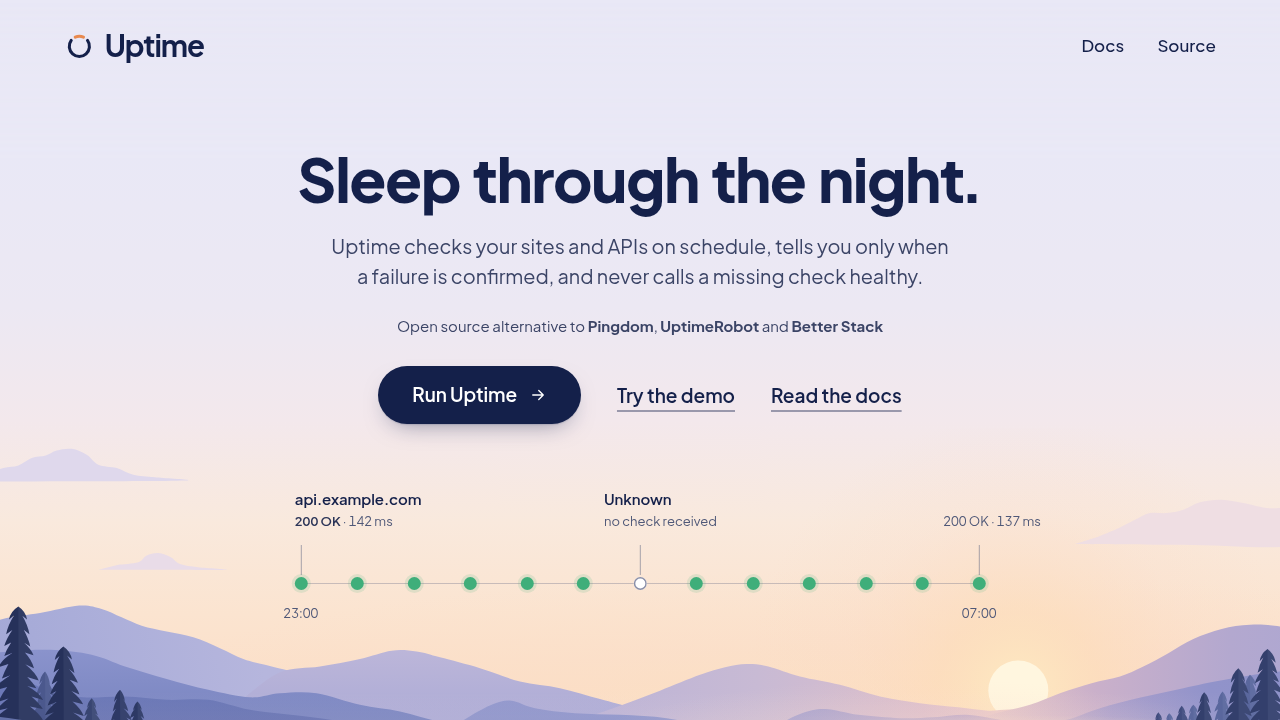 Uptime
Docs
Source
Sleep through the night.
Uptime checks your sites and APIs on schedule, tells you only when
a failure is confirmed, and never calls a missing check healthy.
Open source alternative to Pingdom, UptimeRobot and Better Stack
Run Uptime →
Try the demo
Read the docs
api.example.com
200 OK · 142 ms
Unknown
no check received
200 OK · 137 ms
23:00
07:00